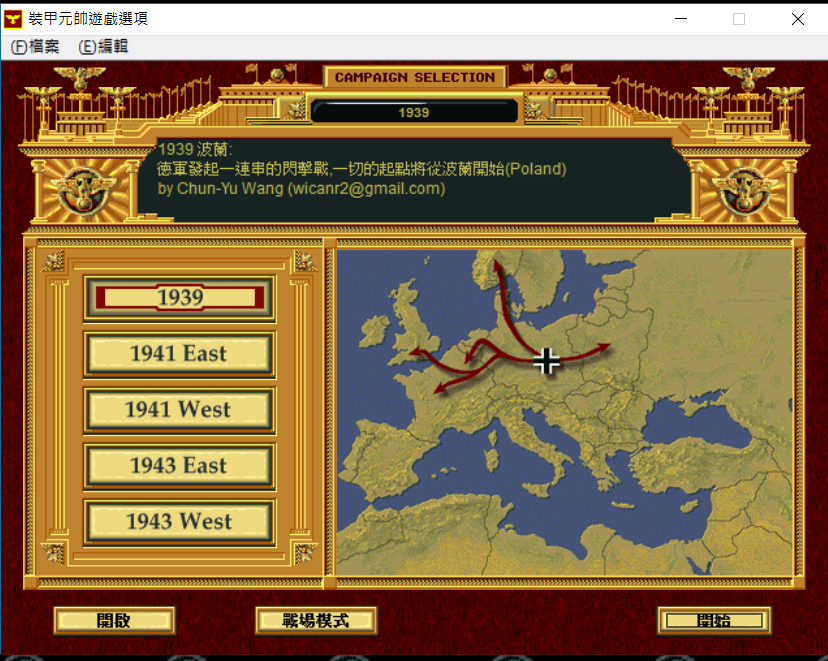 裝甲元帥遊戲選項
(F)檔案 (E)編輯
CAMPAIGN SELECTION
1939
1939 波蘭:
德軍發起一連串的閃擊戰,一切的起點將從波蘭開始(Poland)
by Chun-Yu Wang (wicanr2@gmail.com)
1939
1941 East
1941 West
1943 East
1943 West
開啟 戰場模式 開始